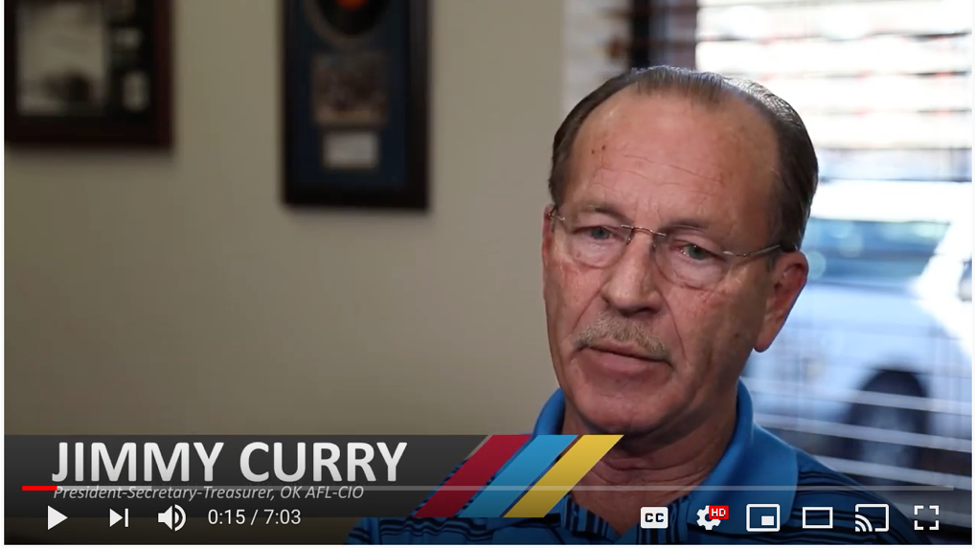 JIMMY CURRY
President-Secretary-Treasurer, OK AFL-CIO
0:15 / 7:03
CC
HD